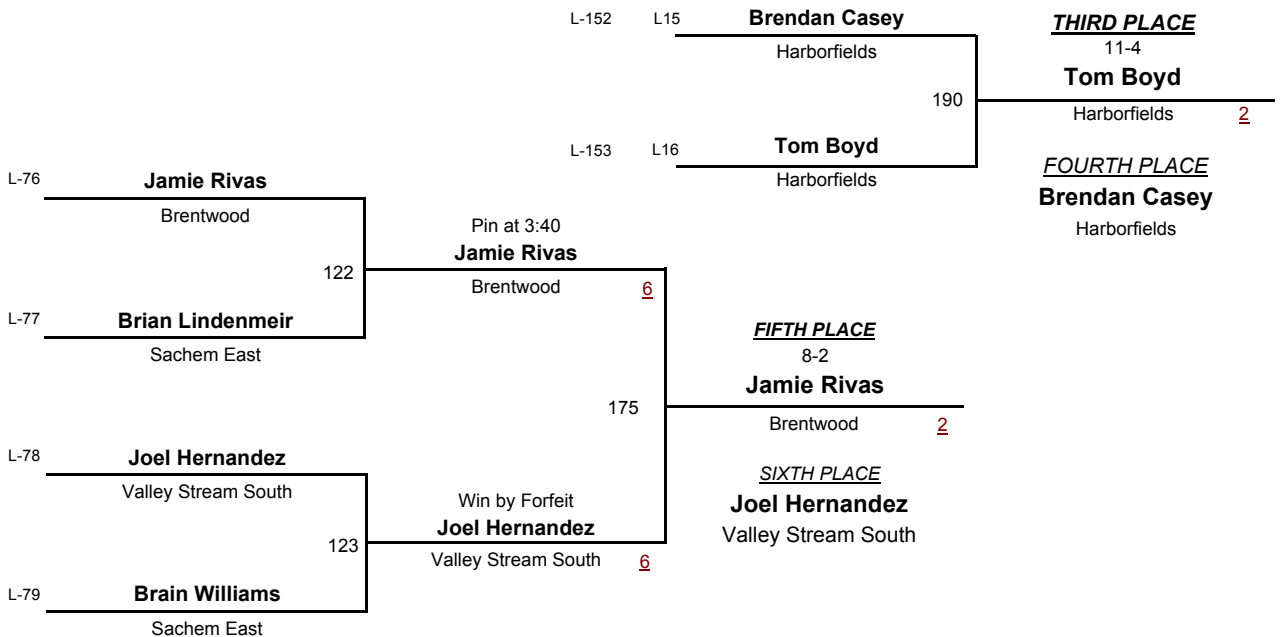 L-152 L15 Brendan Casey
Harborfields
THIRD PLACE
11-4
190
Tom Boyd
Harborfields 2
L-153 L16 Tom Boyd
Harborfields
FOURTH PLACE
Brendan Casey
Harborfields
L-76 Jamie Rivas
Brentwood
122
Pin at 3:40
Jamie Rivas
Brentwood 6
L-77 Brian Lindenmeir
Sachem East
175
FIFTH PLACE
8-2
Jamie Rivas
Brentwood 2
L-78 Joel Hernandez
Valley Stream South
123
Win by Forfeit
Joel Hernandez
Valley Stream South 6
SIXTH PLACE
Joel Hernandez
Valley Stream South
L-79 Brain Williams
Sachem East